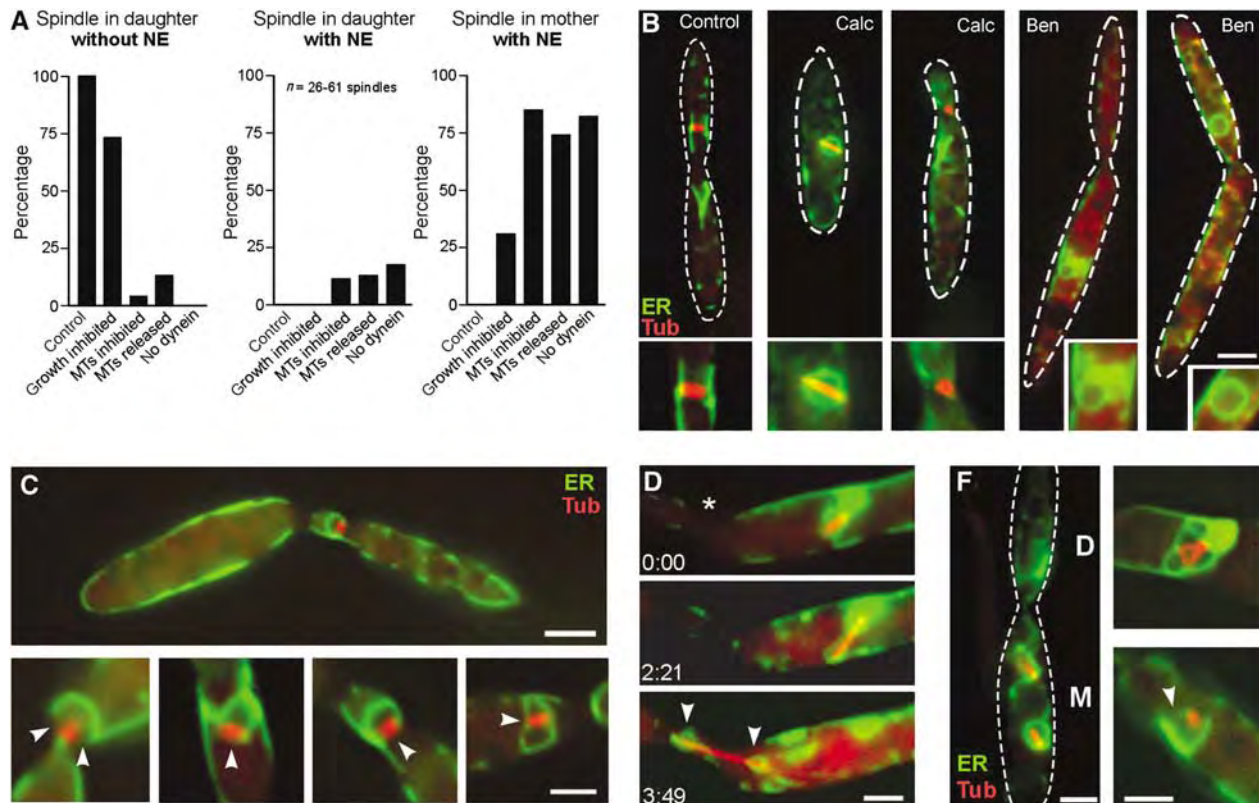 A
Spindle in daughter
without NE
Spindle in daughter
with NE
Spindle in mother
with NE
Percentage
100
75
50
25
0
Control
Growth inhibited
MTs inhibited
MTs released
No dynein
n = 26-61 spindles
Percentage
100
75
50
25
0
Control
Growth inhibited
MTs inhibited
MTs released
No dynein
Percentage
100
75
50
25
0
Control
Growth inhibited
MTs inhibited
MTs released
No dynein
B
Control
Calc
Calc
Ben
Ben
ER
Tub
C
ER
Tub
D
*
0:00
2:21
3:49
F
D
M
ER
Tub